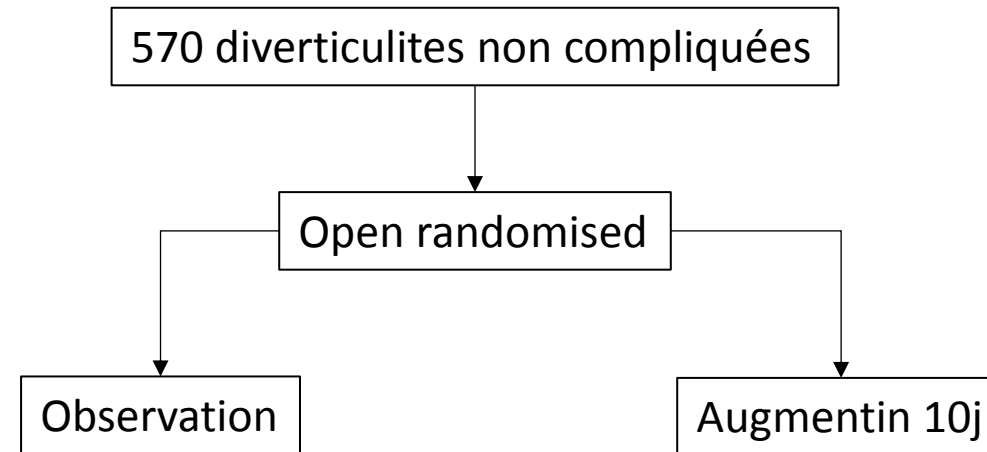 570 diverticulites non compliquées
Open randomised
Observation
Augmentin 10j